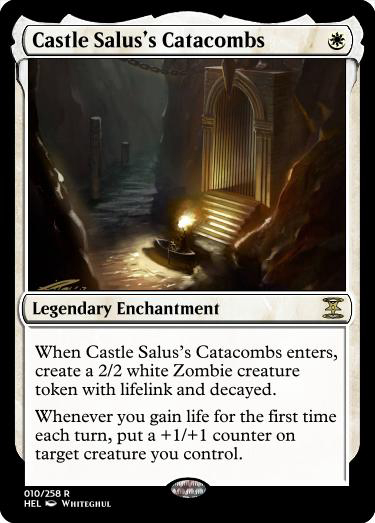 Castle Salus's Catacombs
Legendary Enchantment
When Castle Salus's Catacombs enters,
create a 2/2 white Zombie creature
token with lifelink and decayed.
Whenever you gain life for the first time
each turn, put a +1/+1 counter on
target creature you control.
010/258 R
HEL Whiteghul